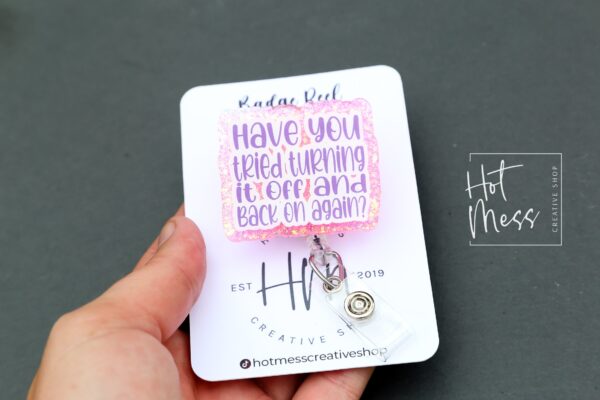 Badge Reel
Have you
tried turning
it off and
Back on again?
EST
2019
CREATIVE SHOP
hotmesscreativeshop
Hot
Mess
CREATIVE SHOP